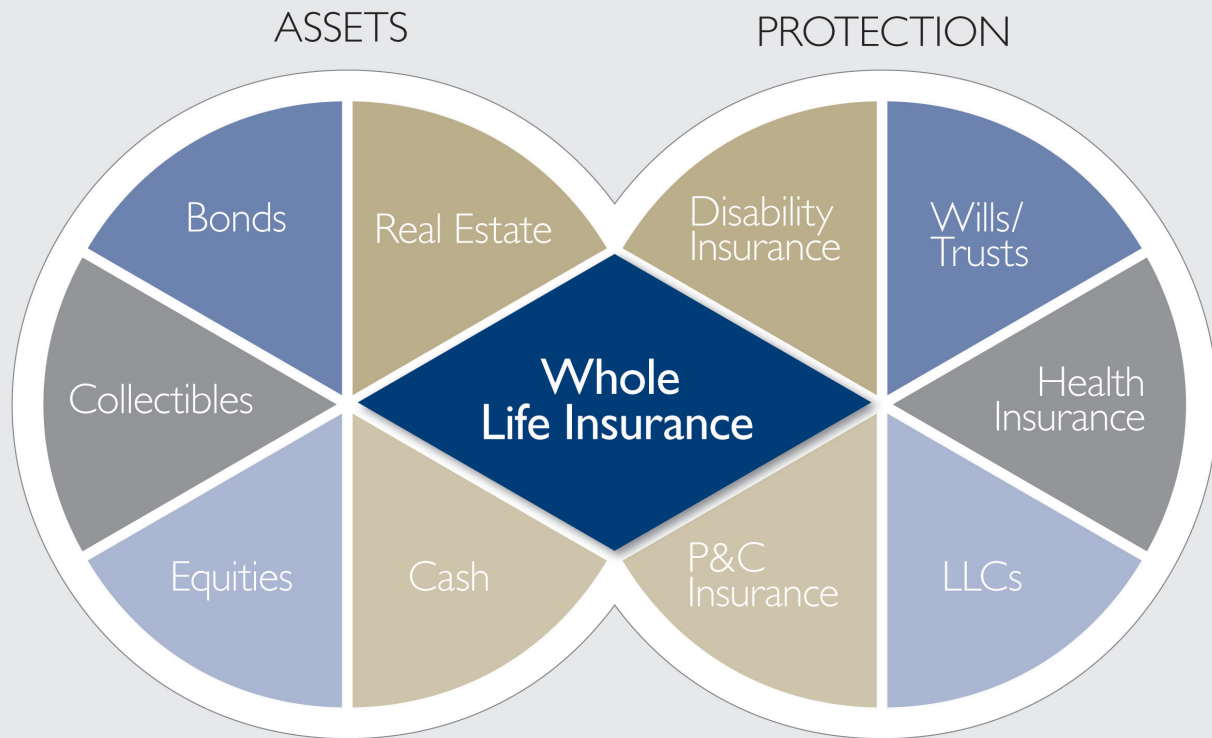 ASSETS
PROTECTION
Bonds
Real Estate
Disability
Insurance
Wills/
Trusts
Collectibles
Whole
Life Insurance
Health
Insurance
Equities
Cash
P&C
Insurance
LLCs